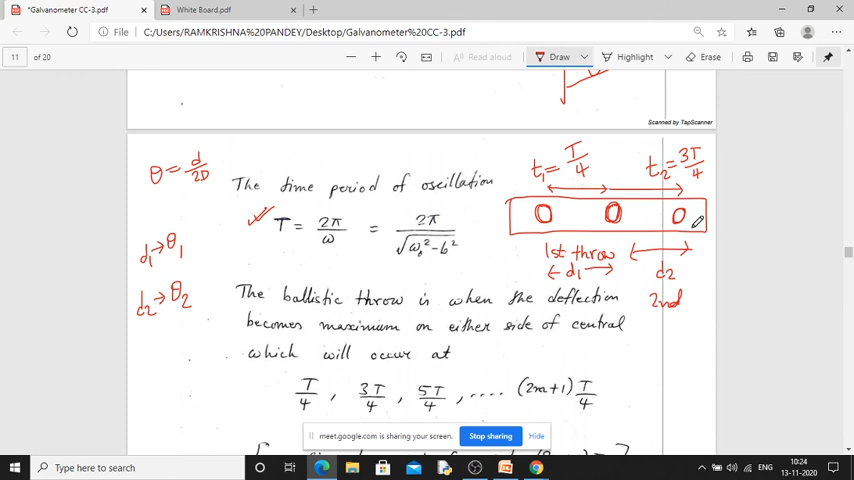 *Galvanometer CC-3.pdf
White Board.pdf
C:/Users/RAMKRISHNA%20PANDEY/Desktop/Galvanometer%20CC-3.pdf
11 of 20
Draw
Read aloud
Highlight
Erase
Scanned by TapScanner
θ = d/2D
t₁ = T/4
t₂ = 3T/4
The time period of oscillation
T = 2π/ω = 2π/√(ω₀² - b²)
d₁→θ₁
1st throw
d₁
d₂
d₂→θ₂
2nd
The ballistic throw is when the deflection
becomes maximum on either side of central
which will occur at
T/4, 3T/4, 5T/4, .... (2n+1) T/4
meet.google.com is sharing your screen.
Stop sharing
Hide
Type here to search
ENG
10:24
13-11-2020